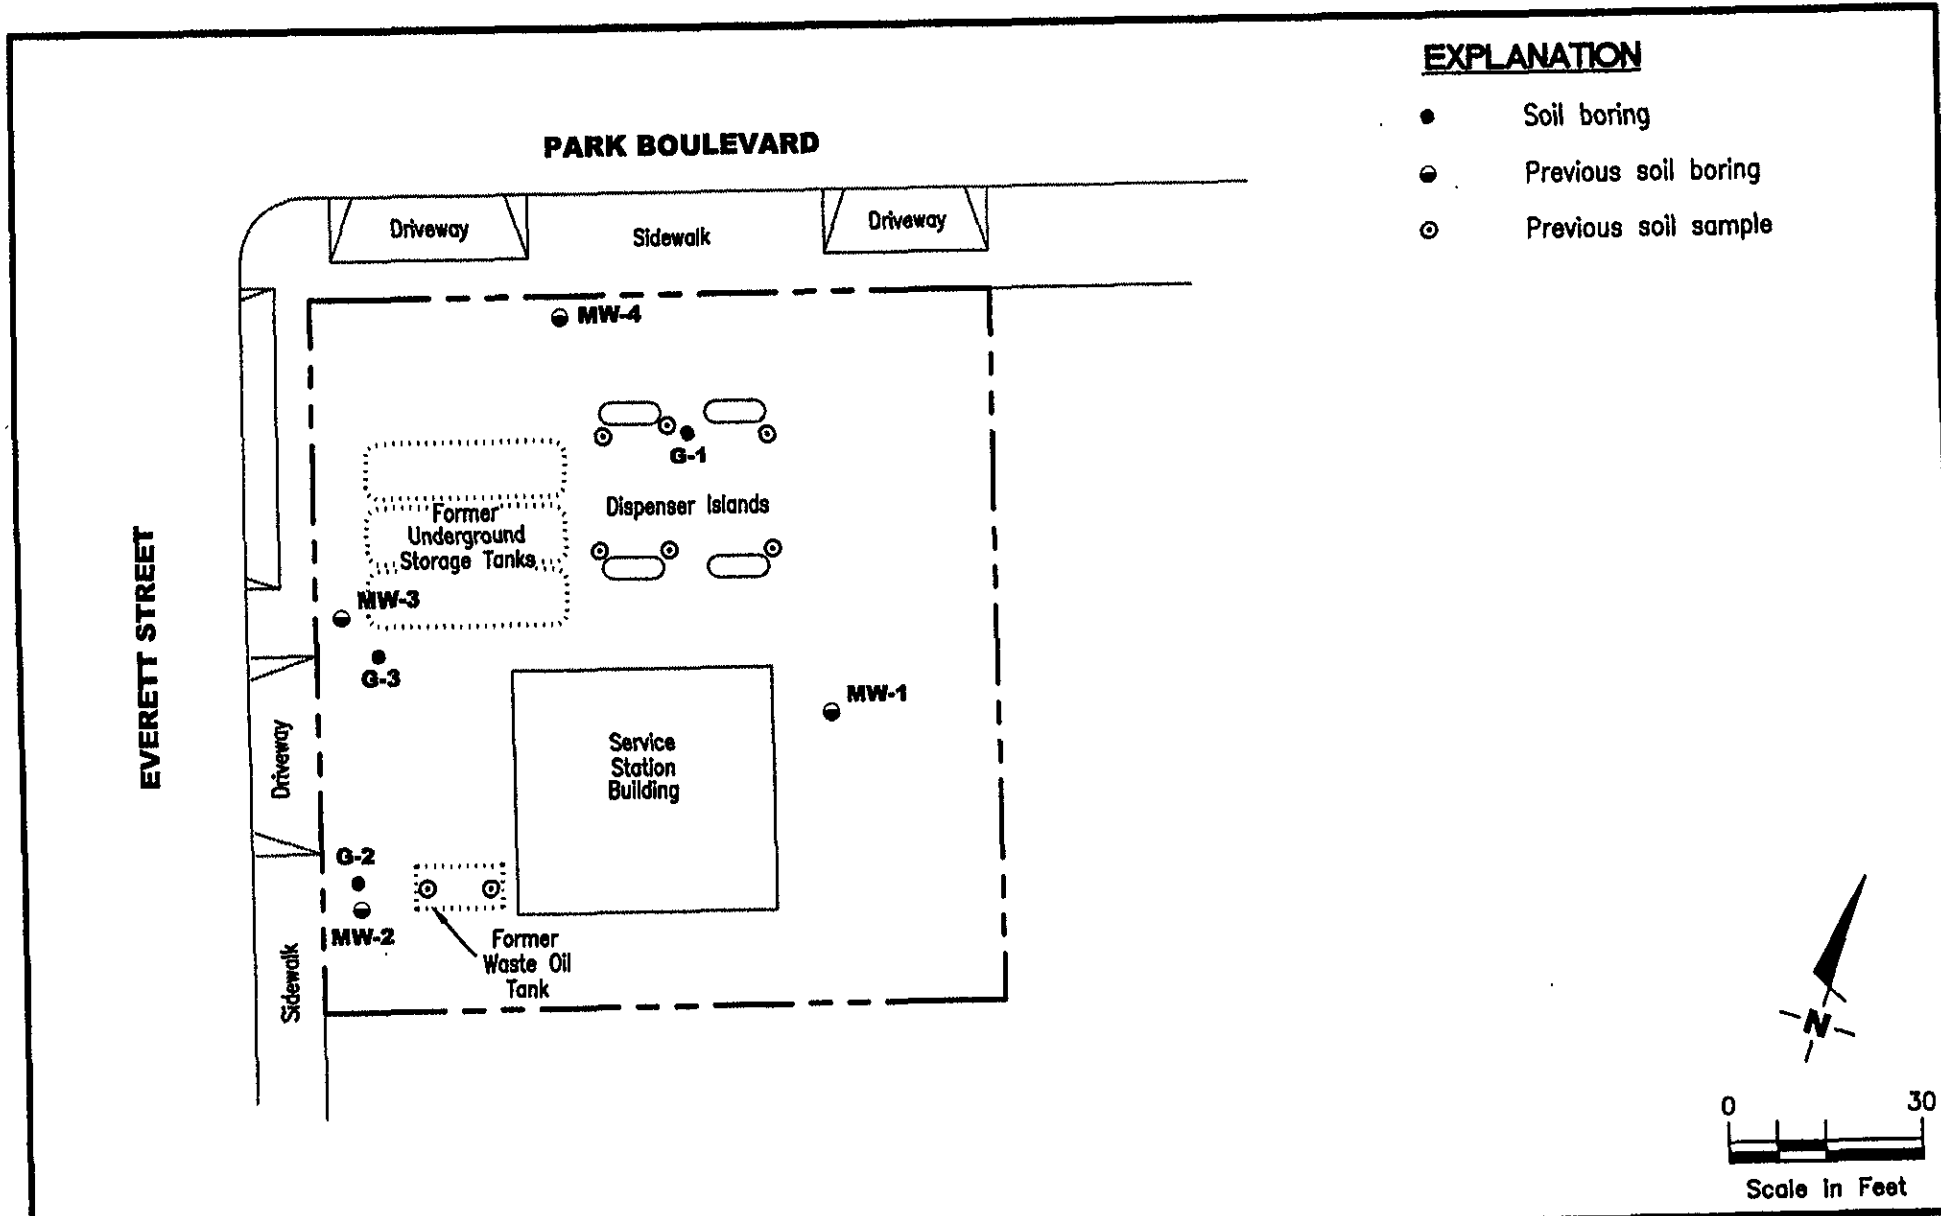 EXPLANATION
Soil boring
Previous soil boring
Previous soil sample
PARK BOULEVARD
Driveway
Sidewalk
Driveway
MW-4
G-1
Dispenser Islands
Former
Underground
Storage Tanks
MW-3
G-3
EVERETT STREET
MW-1
Service
Station
Building
Driveway
G-2
MW-2
Former
Waste Oil
Tank
Sidewalk
N
0 30
Scale in Feet